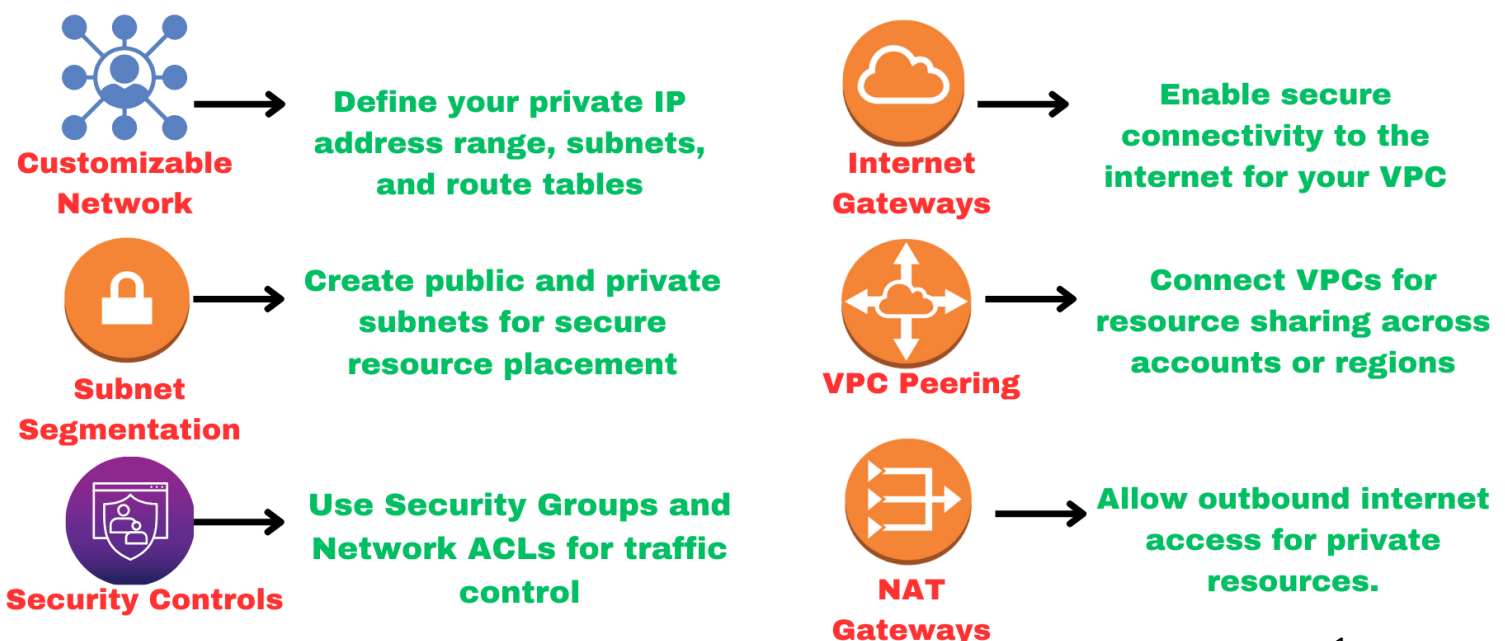 Customizable
Network
Define your private IP
address range, subnets,
and route tables
Subnet
Segmentation
Create public and private
subnets for secure
resource placement
Security Controls
Use Security Groups and
Network ACLs for traffic
control
Internet
Gateways
Enable secure
connectivity to the
internet for your VPC
VPC Peering
Connect VPCs for
resource sharing across
accounts or regions
NAT
Gateways
Allow outbound internet
access for private
resources.